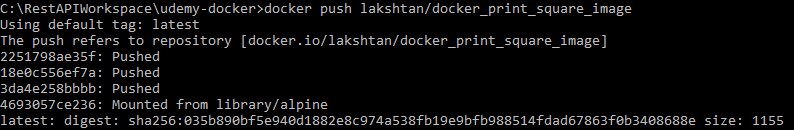 C:\RestAPIWorkspace\udemy-docker>docker push lakshtan/docker_print_square_image
Using default tag: latest
The push refers to repository [docker.io/lakshtan/docker_print_square_image]
2251798ae35f: Pushed
18e0c556ef7a: Pushed
3da4e258bbbb: Pushed
4693057ce236: Mounted from library/alpine
latest: digest: sha256:035b890bf5e940d1882e8c974a538fb19e9bfb988514fdad67863f0b3408688e size: 1155